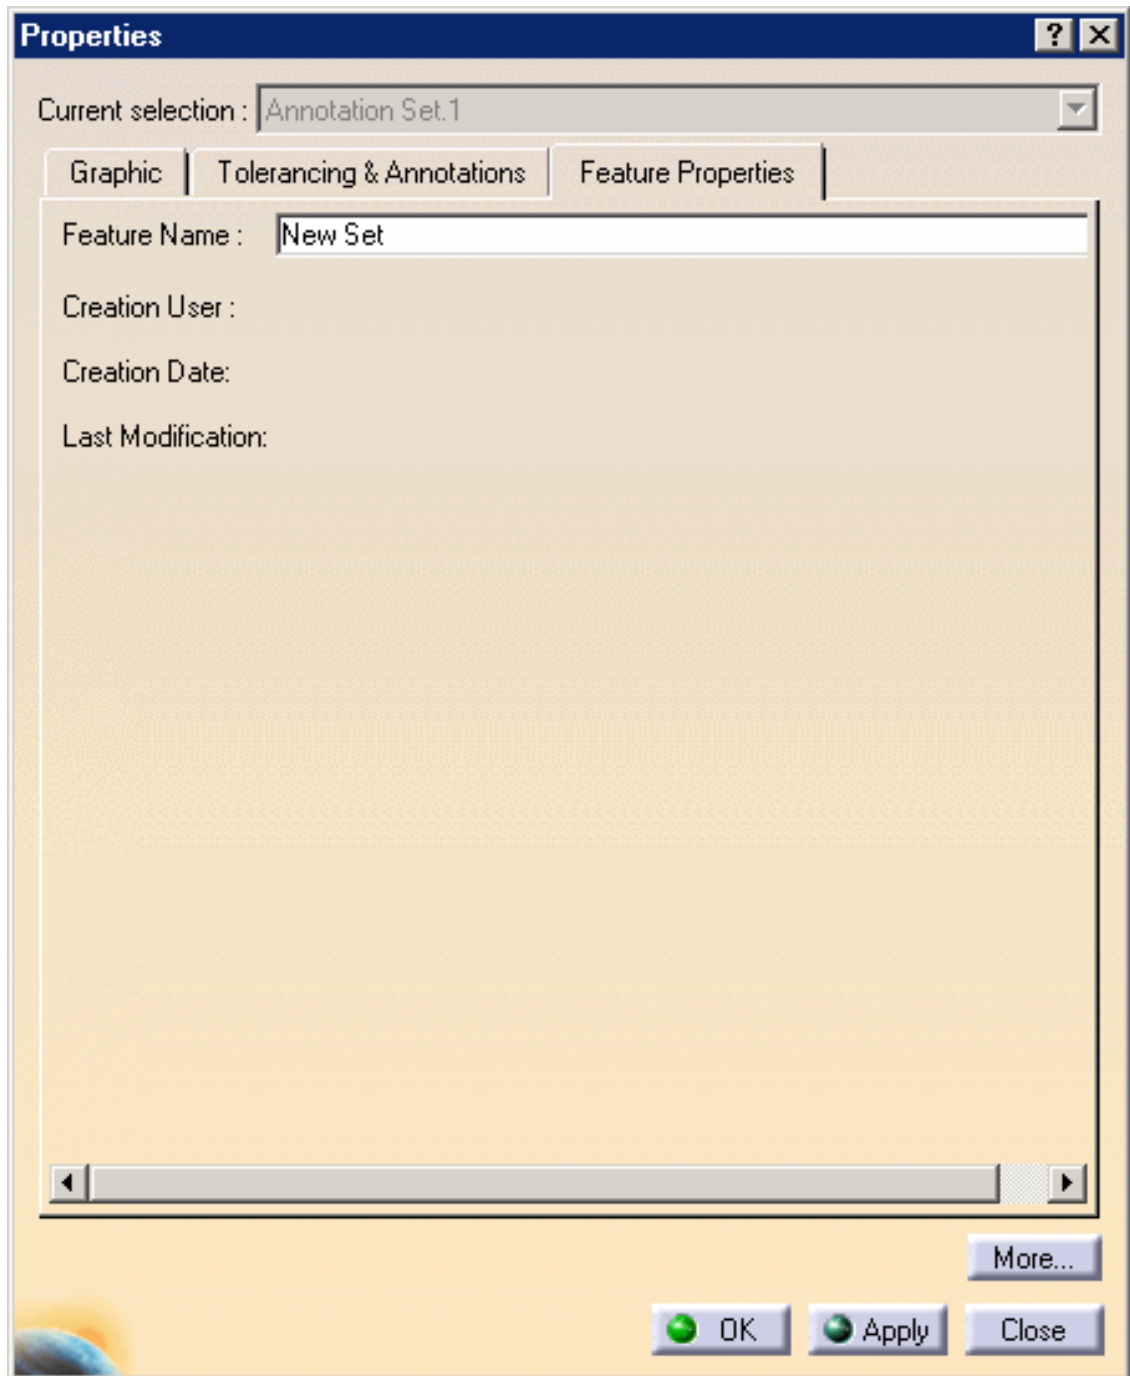 Properties
Current selection : Annotation Set.1
Graphic Tolerancing & Annotations Feature Properties
Feature Name : New Set
Creation User :
Creation Date:
Last Modification:
More...
OK Apply Close